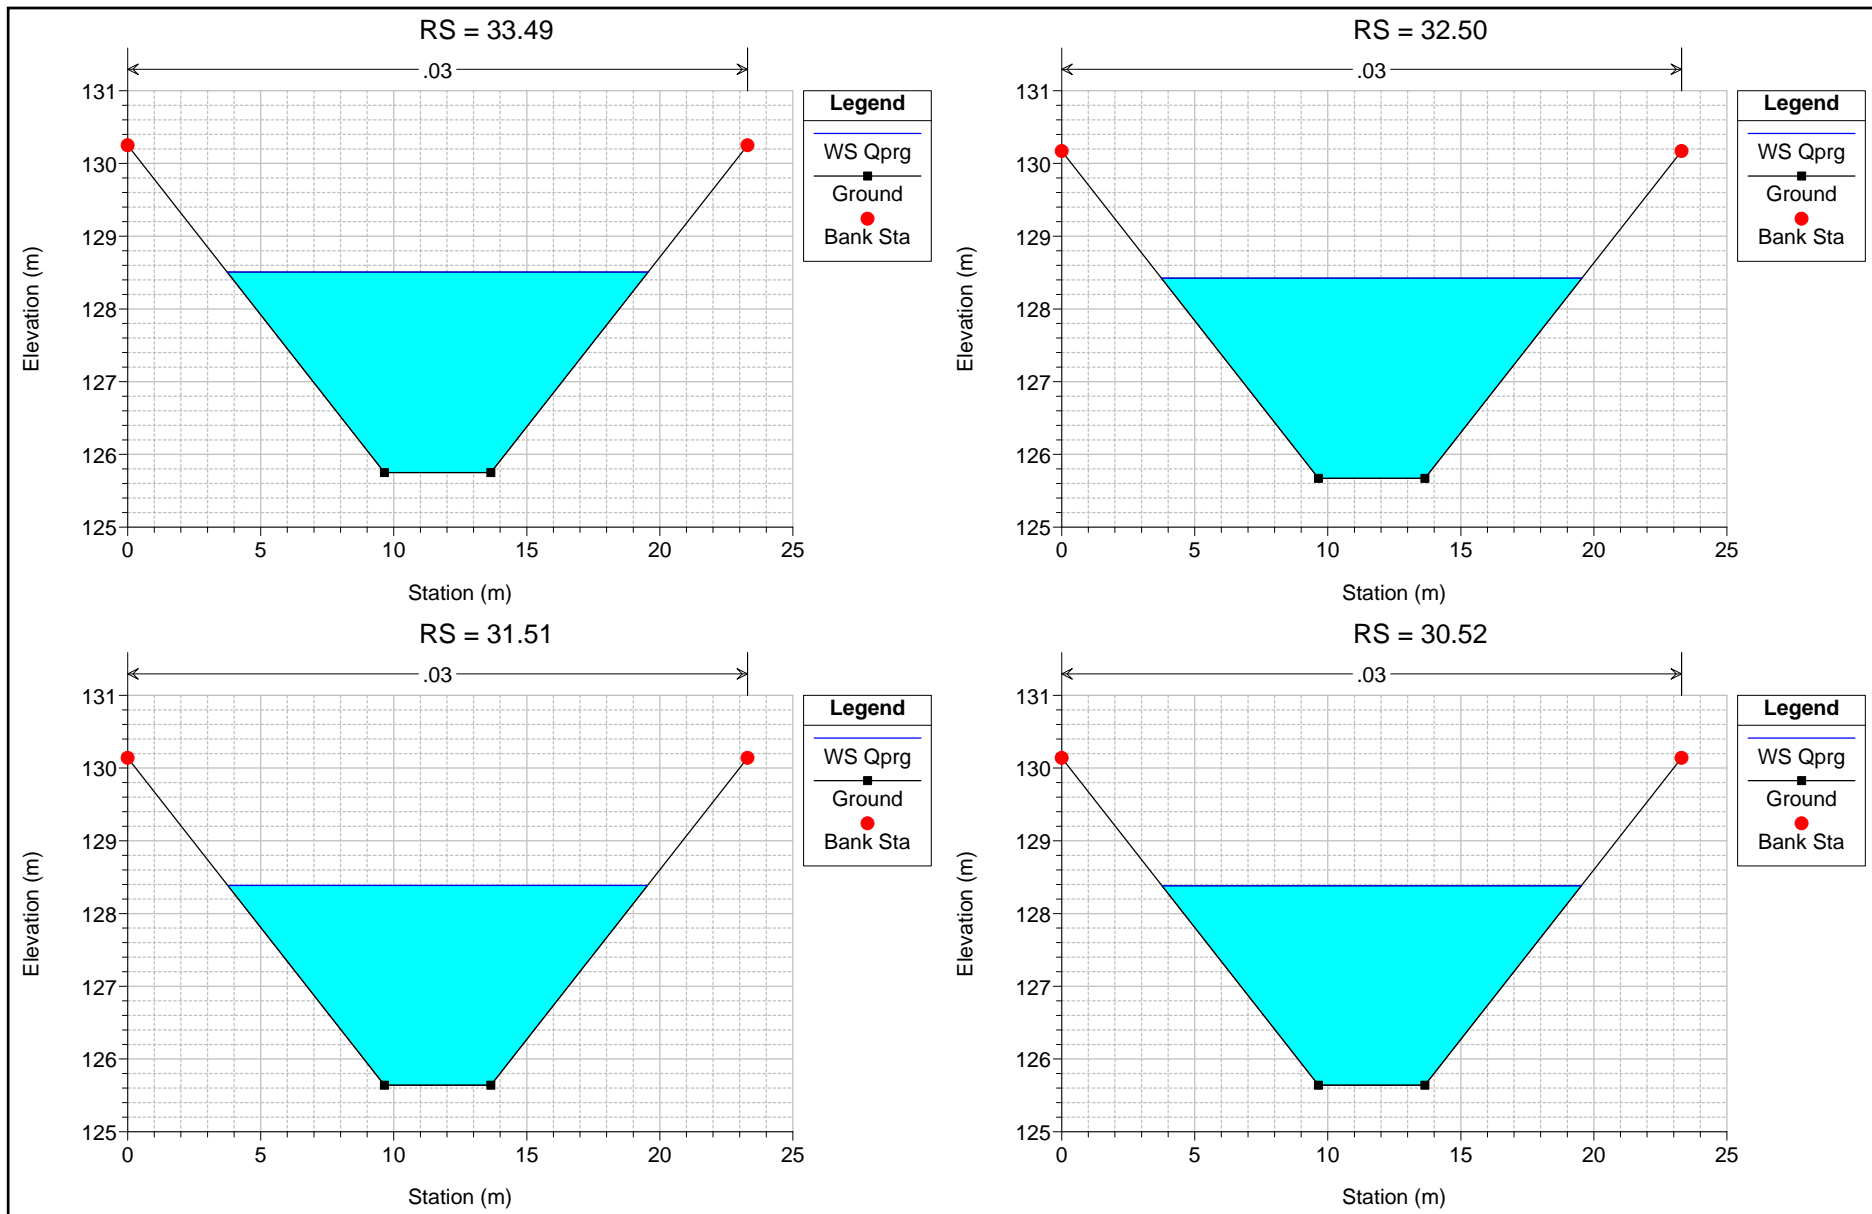 RS = 33.49
.03
131
130
129
128
127
126
125
0 5 10 15 20 25
Station (m)
Elevation (m)
Legend
WS Qprg
Ground
Bank Sta
RS = 32.50
.03
131
130
129
128
127
126
125
0 5 10 15 20 25
Station (m)
Elevation (m)
Legend
WS Qprg
Ground
Bank Sta
RS = 31.51
.03
131
130
129
128
127
126
125
0 5 10 15 20 25
Station (m)
Elevation (m)
Legend
WS Qprg
Ground
Bank Sta
RS = 30.52
.03
131
130
129
128
127
126
125
0 5 10 15 20 25
Station (m)
Elevation (m)
Legend
WS Qprg
Ground
Bank Sta